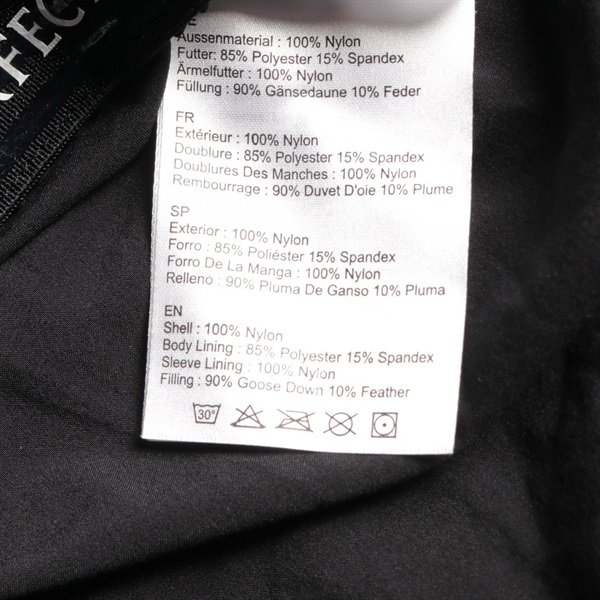 RFEC
Aussenmaterial : 100% Nylon
Futter: 85% Polyester 15% Spandex
Ärmelfutter : 100% Nylon
Füllung : 90% Gänsedaune 10% Feder
FR
Extérieur : 100% Nylon
Doublure : 85% Polyester 15% Spandex
Doublures Des Manches : 100% Nylon
Rembourrage : 90% Duvet D'oie 10% Plume
SP
Exterior : 100% Nylon
Forro : 85% Poliéster 15% Spandex
Forro De La Manga : 100% Nylon
Relleno : 90% Pluma De Ganso 10% Pluma
EN
Shell : 100% Nylon
Body Lining : 85% Polyester 15% Spandex
Sleeve Lining : 100% Nylon
Filling : 90% Goose Down 10% Feather
30°